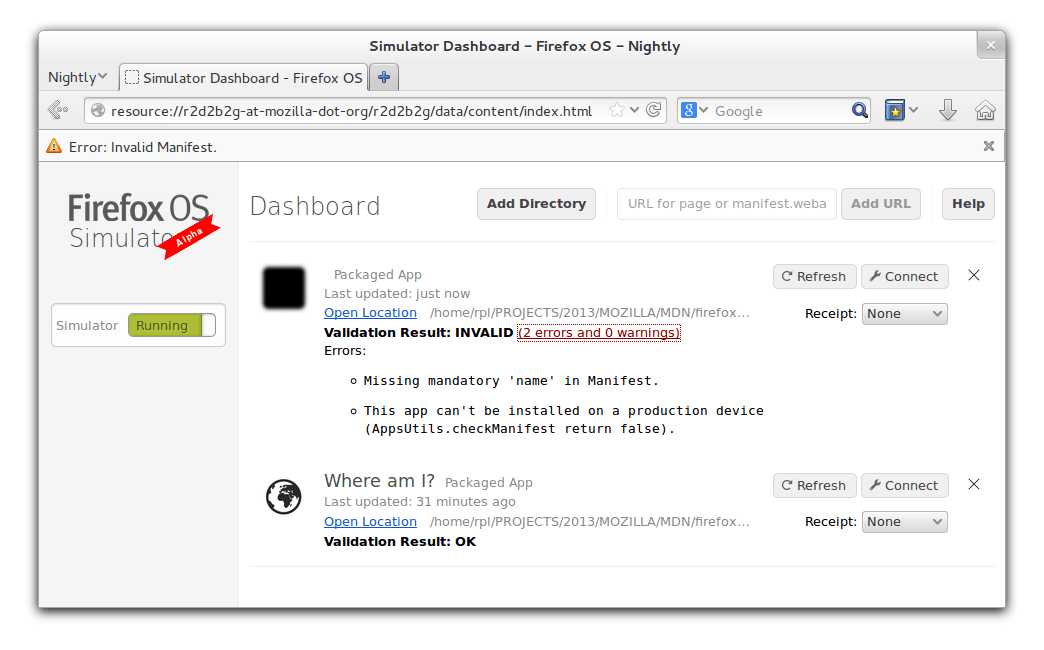 Simulator Dashboard – Firefox OS – Nightly
Nightly
Simulator Dashboard - Firefox OS
resource://r2d2b2g-at-mozilla-dot-org/r2d2b2g/data/content/index.html
8 Google
Error: Invalid Manifest.
Firefox OS
Simulator
Alpha
Dashboard
Add Directory
URL for page or manifest.weba
Add URL
Help
Simulator Running
Packaged App
Refresh
Connect
Last updated: just now
Open Location /home/rpl/PROJECTS/2013/MOZILLA/MDN/firefox...
Receipt: None
Validation Result: INVALID (2 errors and 0 warnings)
Errors:
Missing mandatory 'name' in Manifest.
This app can't be installed on a production device
(AppsUtils.checkManifest return false).
Where am I? Packaged App
Refresh
Connect
Last updated: 31 minutes ago
Open Location /home/rpl/PROJECTS/2013/MOZILLA/MDN/firefox...
Receipt: None
Validation Result: OK